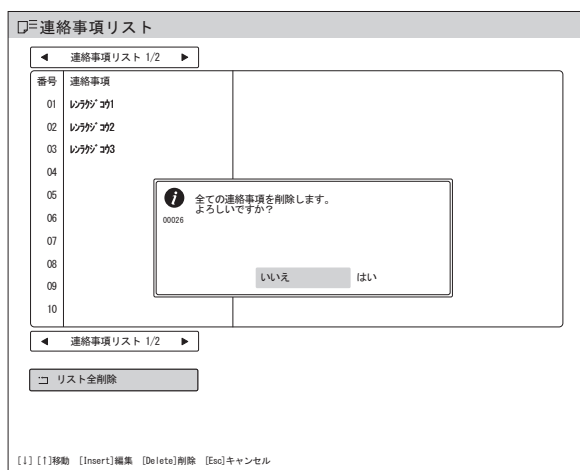 連絡事項リスト
◀ 連絡事項リスト 1/2 ▶
番号 連絡事項
01 ﾚﾝﾗｸｼﾞｺｳ1
02 ﾚﾝﾗｸｼﾞｺｳ2
03 ﾚﾝﾗｸｼﾞｺｳ3
04
05
06
07
08
09
10
全ての連絡事項を削除します。
よろしいですか？
00026
いいえ はい
◀ 連絡事項リスト 1/2 ▶
リスト全削除
[↓][↑]移動 [Insert]編集 [Delete]削除 [Esc]キャンセル